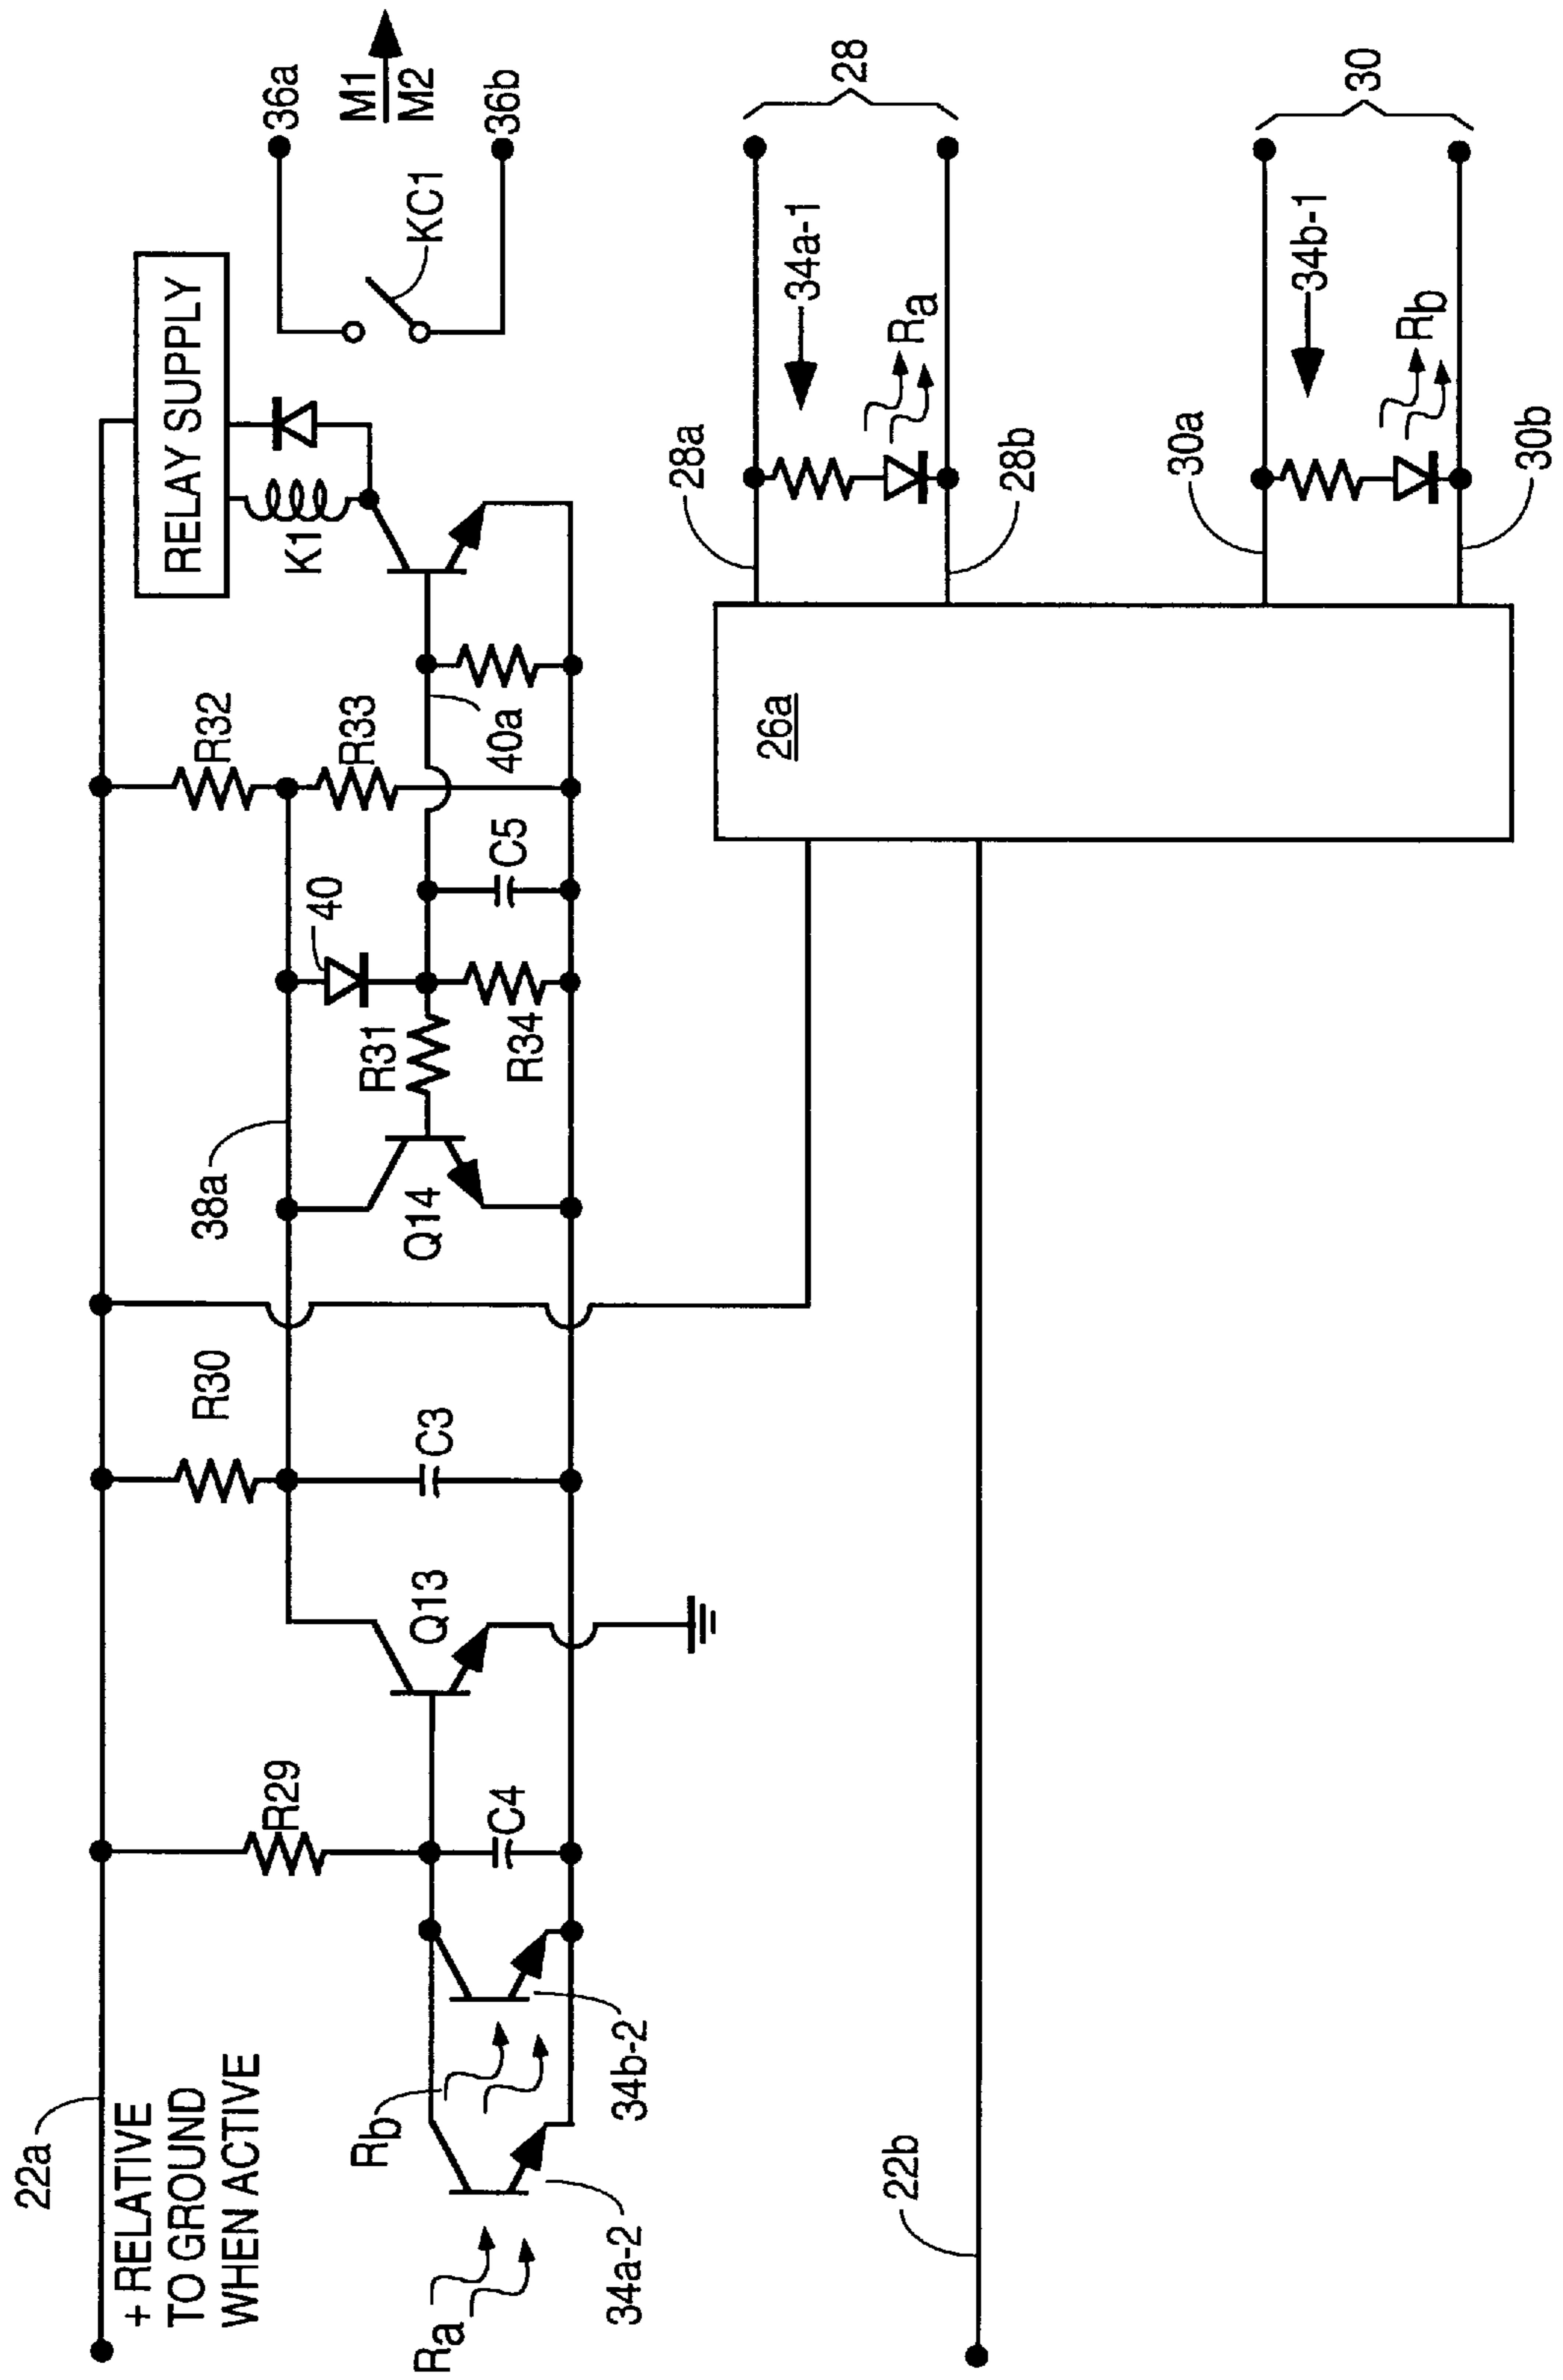 22a
+ RELATIVE
TO GROUND
WHEN ACTIVE
R29
R30
R32
RELAY SUPPLY
36a
M1
M2
36b
KC1
K1
38a
40
R33
R31
C5
40a
R34
Q14
C3
Q13
C4
Rb
Ra
34a-2
34b-2
22b
26a
28a
34a-1
Ra
28b
28
30a
34b-1
Rb
30b
30